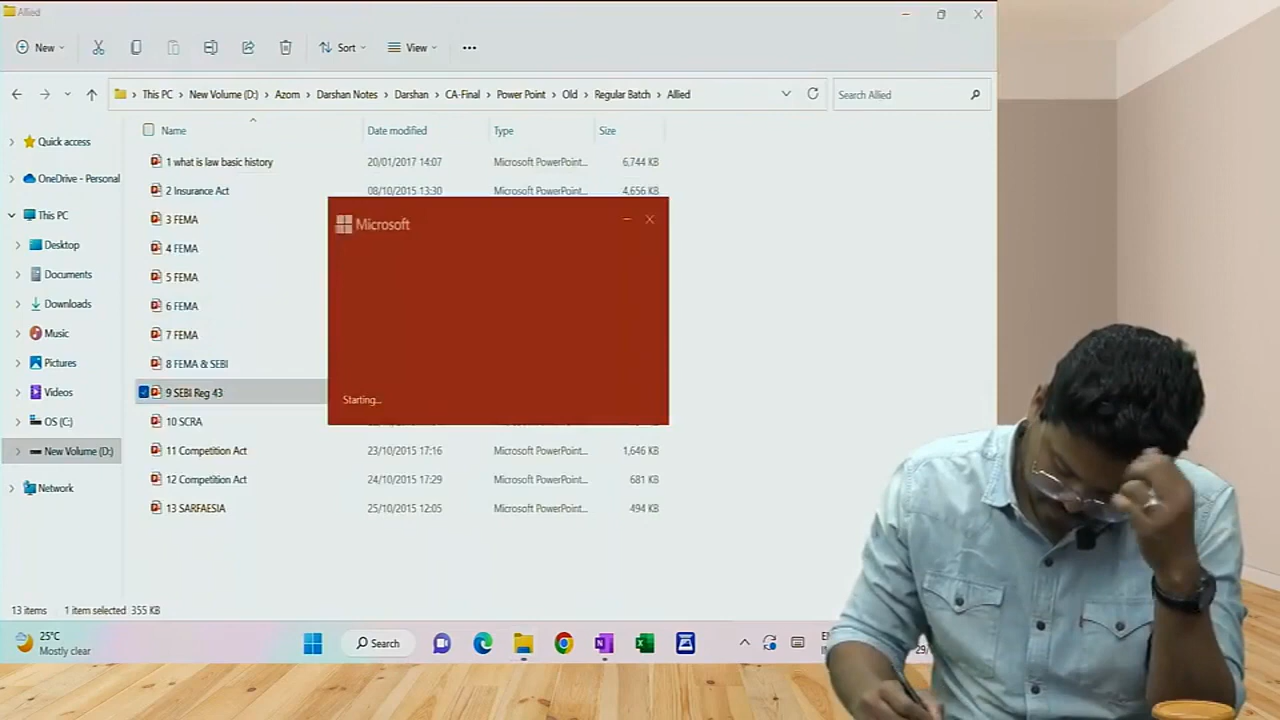 Allied
New
Sort
View
This PC > New Volume (D:) > Azom > Darshan Notes > Darshan > CA-Final > Power Point > Old > Regular Batch > Allied
Search Allied
Name Date modified Type Size
Quick access
OneDrive - Personal
This PC
Desktop
Documents
Downloads
Music
Pictures
Videos
OS (C:)
New Volume (D:)
Network
1 what is law basic history 20/01/2017 14:07 Microsoft PowerPoint... 6,744 KB
2 Insurance Act 08/10/2015 13:30 Microsoft PowerPoint... 4,656 KB
3 FEMA
4 FEMA
5 FEMA
6 FEMA
7 FEMA
8 FEMA & SEBI
9 SEBI Reg 43
10 SCRA
11 Competition Act 23/10/2015 17:16 Microsoft PowerPoint... 1,646 KB
12 Competition Act 24/10/2015 17:29 Microsoft PowerPoint... 681 KB
13 SARFAESIA 25/10/2015 12:05 Microsoft PowerPoint... 494 KB
Microsoft
Starting...
13 items 1 item selected 355 KB
25°C
Mostly clear
Search